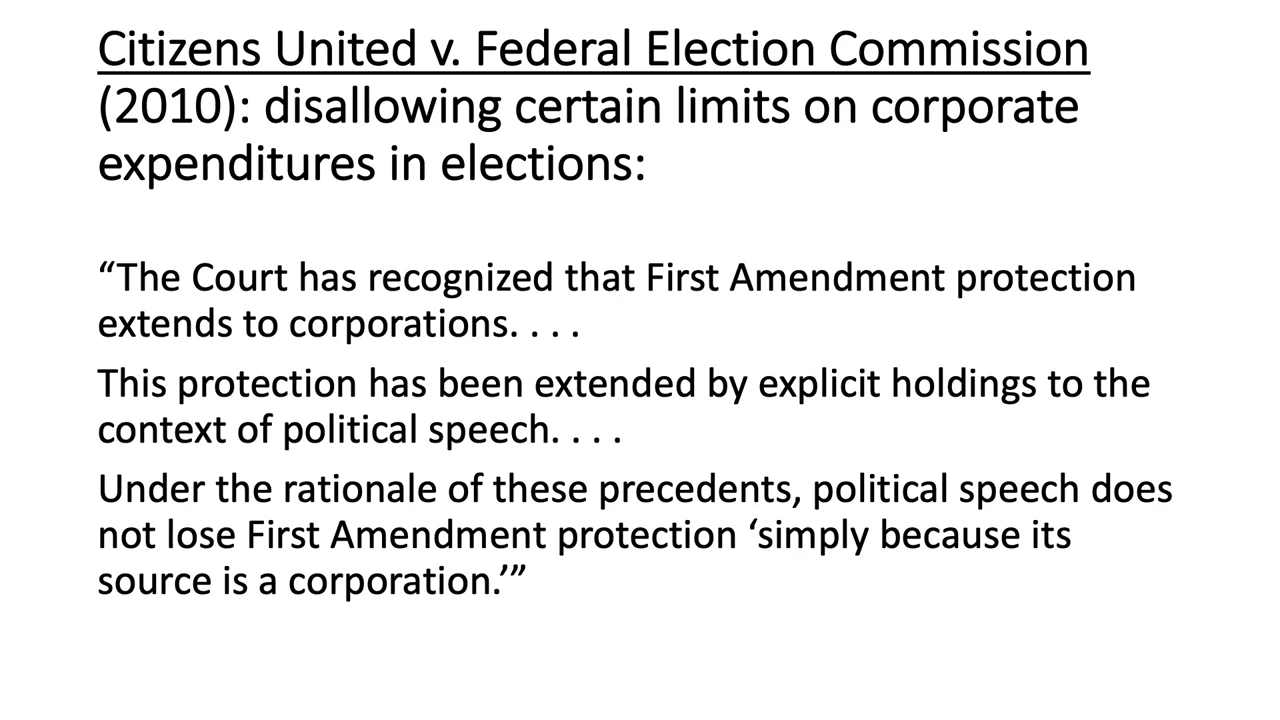 Citizens United v. Federal Election Commission
(2010): disallowing certain limits on corporate
expenditures in elections:
“The Court has recognized that First Amendment protection
extends to corporations. . . .
This protection has been extended by explicit holdings to the
context of political speech. . . .
Under the rationale of these precedents, political speech does
not lose First Amendment protection ‘simply because its
source is a corporation.’”